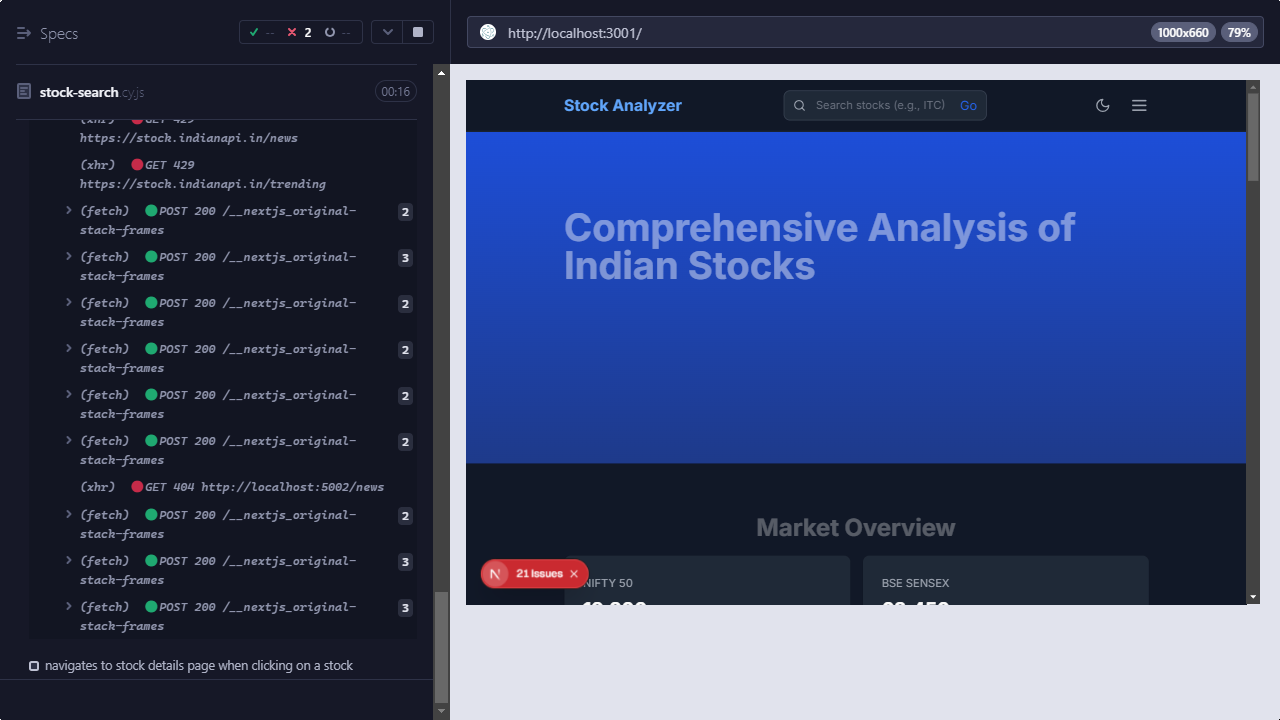 Specs
--
2
--
stock-search.cy.js
00:16
(xhr) GET 429
https://stock.indianapi.in/news
(xhr) GET 429
https://stock.indianapi.in/trending
(fetch) POST 200 /__nextjs_original-
stack-frames
2
(fetch) POST 200 /__nextjs_original-
stack-frames
3
(fetch) POST 200 /__nextjs_original-
stack-frames
2
(fetch) POST 200 /__nextjs_original-
stack-frames
2
(fetch) POST 200 /__nextjs_original-
stack-frames
2
(fetch) POST 200 /__nextjs_original-
stack-frames
2
(xhr) GET 404 http://localhost:5002/news
(fetch) POST 200 /__nextjs_original-
stack-frames
2
(fetch) POST 200 /__nextjs_original-
stack-frames
3
(fetch) POST 200 /__nextjs_original-
stack-frames
3
navigates to stock details page when clicking on a stock
http://localhost:3001/
1000x660
79%
Stock Analyzer
Search stocks (e.g., ITC)
Go
Comprehensive Analysis of
Indian Stocks
Market Overview
N
21 Issues
NIFTY 50
BSE SENSEX